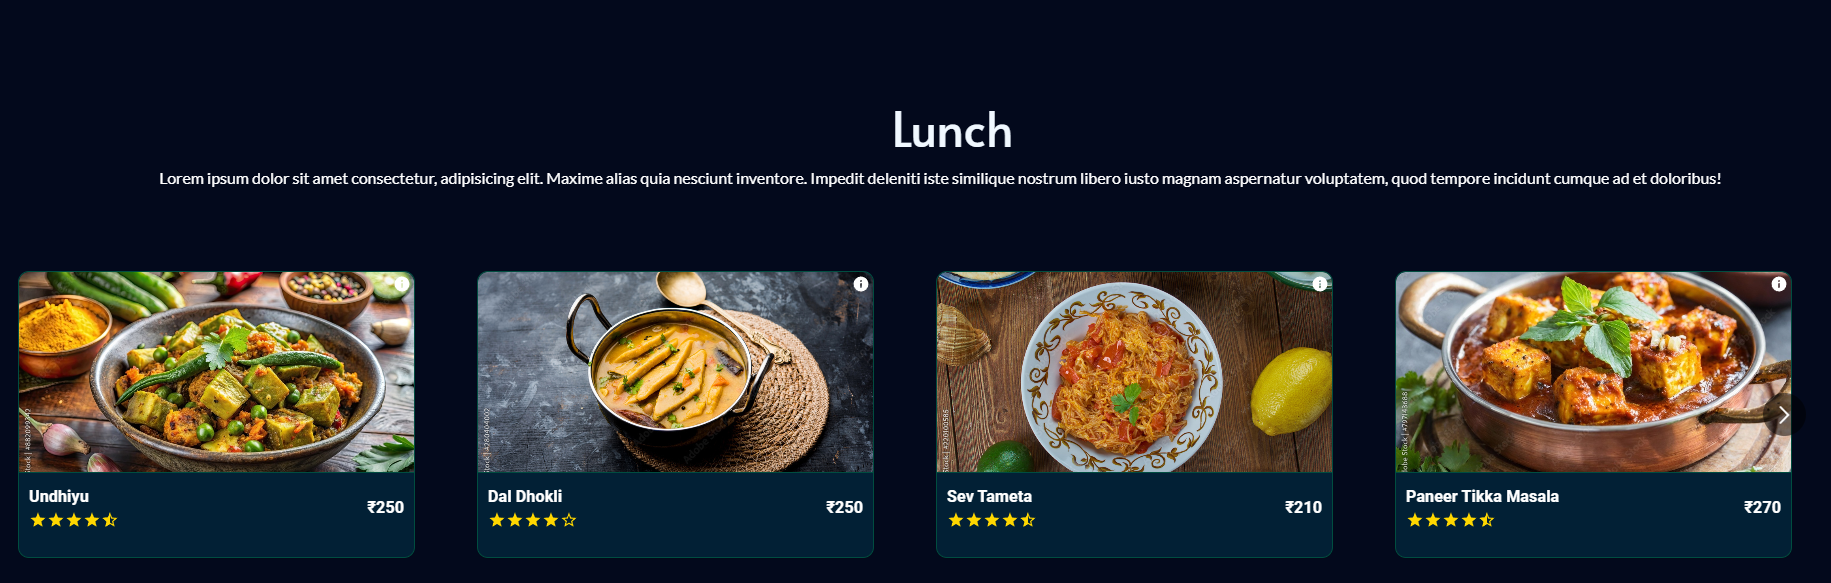 Lunch
Lorem ipsum dolor sit amet consectetur, adipisicing elit. Maxime alias quia nesciunt inventore. Impedit deleniti iste similique nostrum libero iusto magnam aspernatur voluptatem, quod tempore incidunt cumque ad et doloribus!
Undhiyu
₹250
Dal Dhokli
₹250
Sev Tameta
₹210
Paneer Tikka Masala
₹270